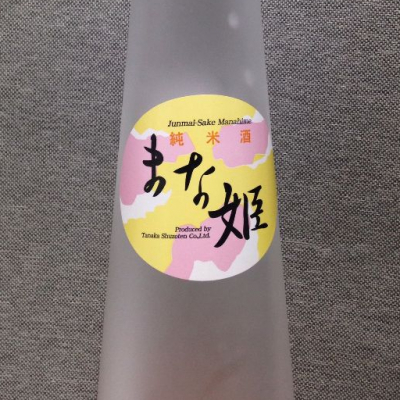 Junmai-Sake Manahime
純米酒
まな姫
Produced by
Tanaka Shuzoten Co.,Ltd.